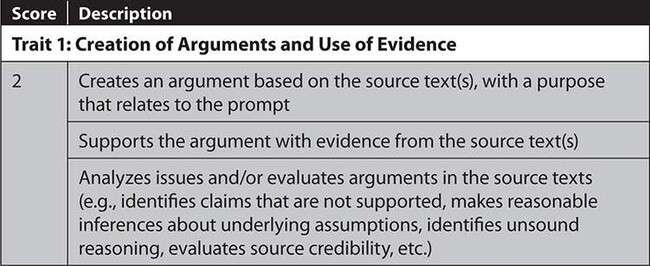 Score Description
Trait 1: Creation of Arguments and Use of Evidence
2 Creates an argument based on the source text(s), with a purpose
that relates to the prompt
Supports the argument with evidence from the source text(s)
Analyzes issues and/or evaluates arguments in the source texts
(e.g., identifies claims that are not supported, makes reasonable
inferences about underlying assumptions, identifies unsound
reasoning, evaluates source credibility, etc.)